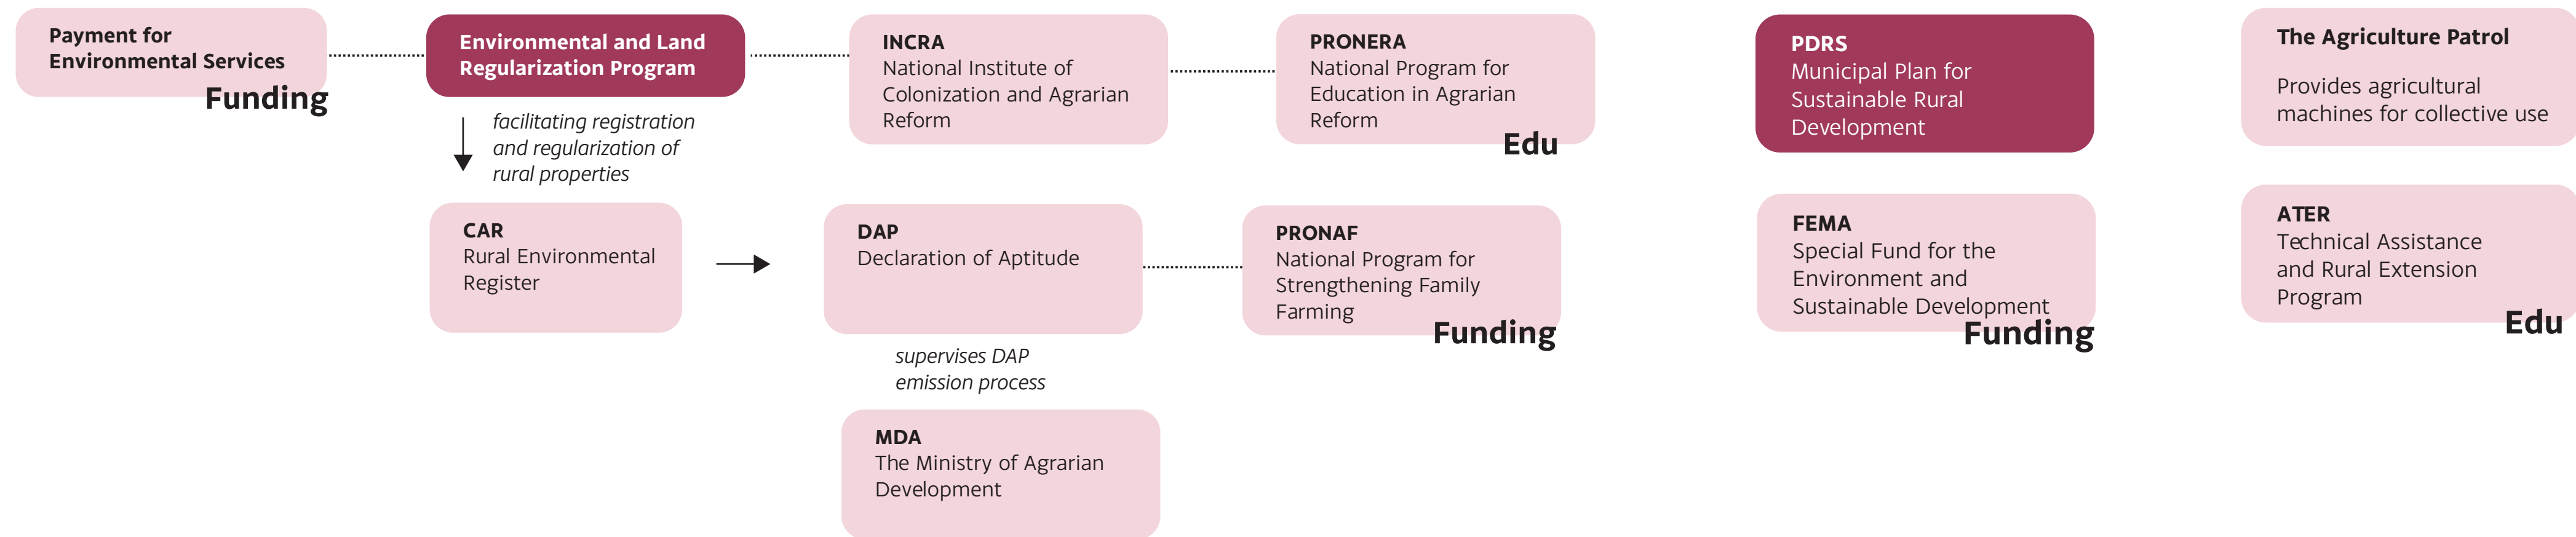 Payment for
Environmental Services
Funding
Environmental and Land
Regularization Program
facilitating registration
and regularization of
rural properties
INCRA
National Institute of
Colonization and Agrarian
Reform
PRONERA
National Program for
Education in Agrarian
Reform
Edu
PDRS
Municipal Plan for
Sustainable Rural
Development
The Agriculture Patrol
Provides agricultural
machines for collective use
CAR
Rural Environmental
Register
DAP
Declaration of Aptitude
supervises DAP
emission process
PRONAF
National Program for
Strengthening Family
Farming
Funding
FEMA
Special Fund for the
Environment and
Sustainable Development
Funding
ATER
Technical Assistance
and Rural Extension
Program
Edu
MDA
The Ministry of Agrarian
Development